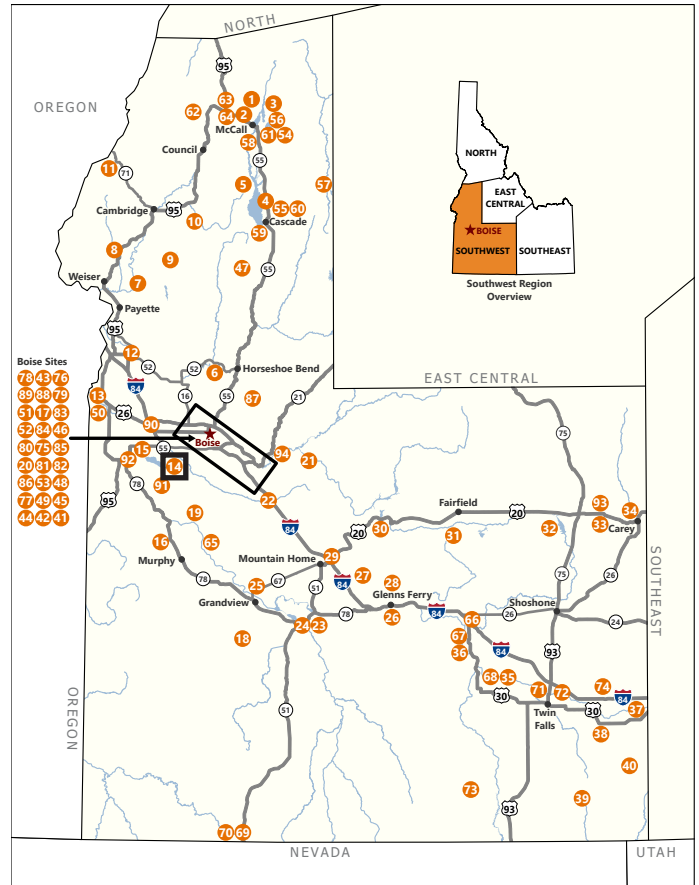 NORTH
95
OREGON
63
1
3
62
64
2
56
McCall
61
54
58
Council
55
NORTH
11
71
5
57
EAST
CENTRAL
4
55
60
Cambridge
95
10
Cascade
59
BOISE
8
9
47
55
SOUTHWEST
SOUTHEAST
Weiser
7
Southwest Region
Overview
Payette
95
12
Boise Sites
52
52
6
Horseshoe Bend
EAST CENTRAL
78 43 76
84
89 88 79
13
16
55
87
21
51 17 83
50
26
52 84 46
90
Boise
75
80 75 85
15
55
94
21
20 81 82
92
14
86 53 48
78
91
77 49 45
95
22
93
34
44 42 41
19
84
Fairfield
20
32
33
Carey
20
30
31
16
65
Mountain Home
29
SOUTHEAST
Murphy
67
27
75
26
78
25
51
84
28
Glenns Ferry
Shoshone
Grandview
78
26
84
66
26
24
24
23
18
67
93
36
84
68
35
71
72
74
84
OREGON
51
30
30
37
Twin
Falls
38
40
73
39
93
70
69
NEVADA
UTAH